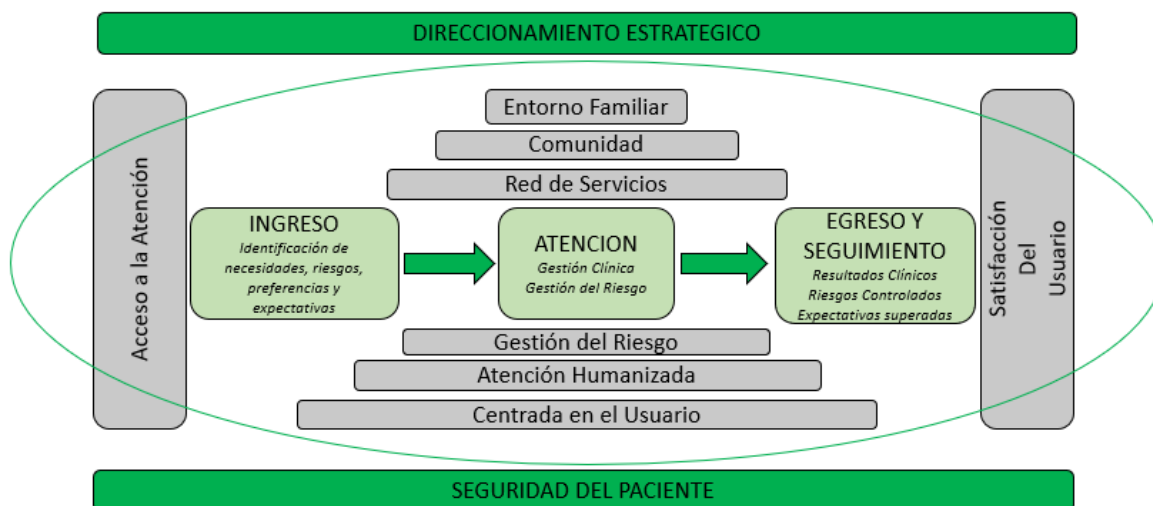 DIRECCIONAMIENTO ESTRATEGICO
Acceso a la Atención
Entorno Familiar
Comunidad
Red de Servicios
INGRESO
Identificación de
necesidades, riesgos,
preferencias y
expectativas
ATENCION
Gestión Clínica
Gestión del Riesgo
EGRESO Y
SEGUIMIENTO
Resultados Clínicos
Riesgos Controlados
Expectativas superadas
Gestión del Riesgo
Atención Humanizada
Centrada en el Usuario
Satisfacción
Del
Usuario
SEGURIDAD DEL PACIENTE